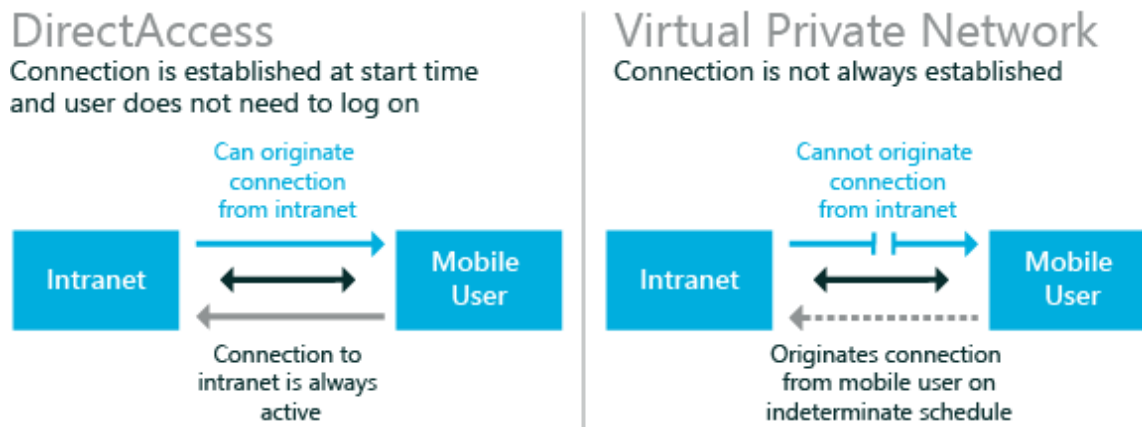 DirectAccess
Connection is established at start time
and user does not need to log on
Can originate
connection
from intranet
Intranet
Mobile
User
Connection to
intranet is always
active
Virtual Private Network
Connection is not always established
Cannot originate
connection
from intranet
Intranet
Mobile
User
Originates connection
from mobile user on
indeterminate schedule